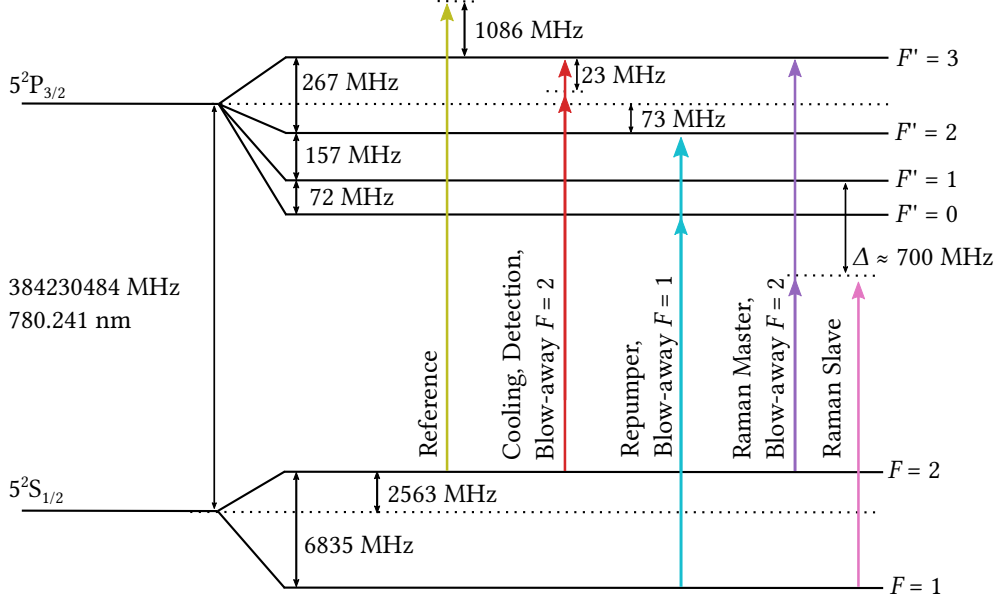 1086 MHz
5²P₃/₂
267 MHz
23 MHz
F' = 3
73 MHz
F' = 2
157 MHz
F' = 1
72 MHz
F' = 0
Δ ≈ 700 MHz
384230484 MHz
780.241 nm
Reference
Cooling, Detection,
Blow-away F = 2
Repumper,
Blow-away F = 1
Raman Master,
Blow-away F = 2
Raman Slave
5²S₁/₂
2563 MHz
F = 2
6835 MHz
F = 1